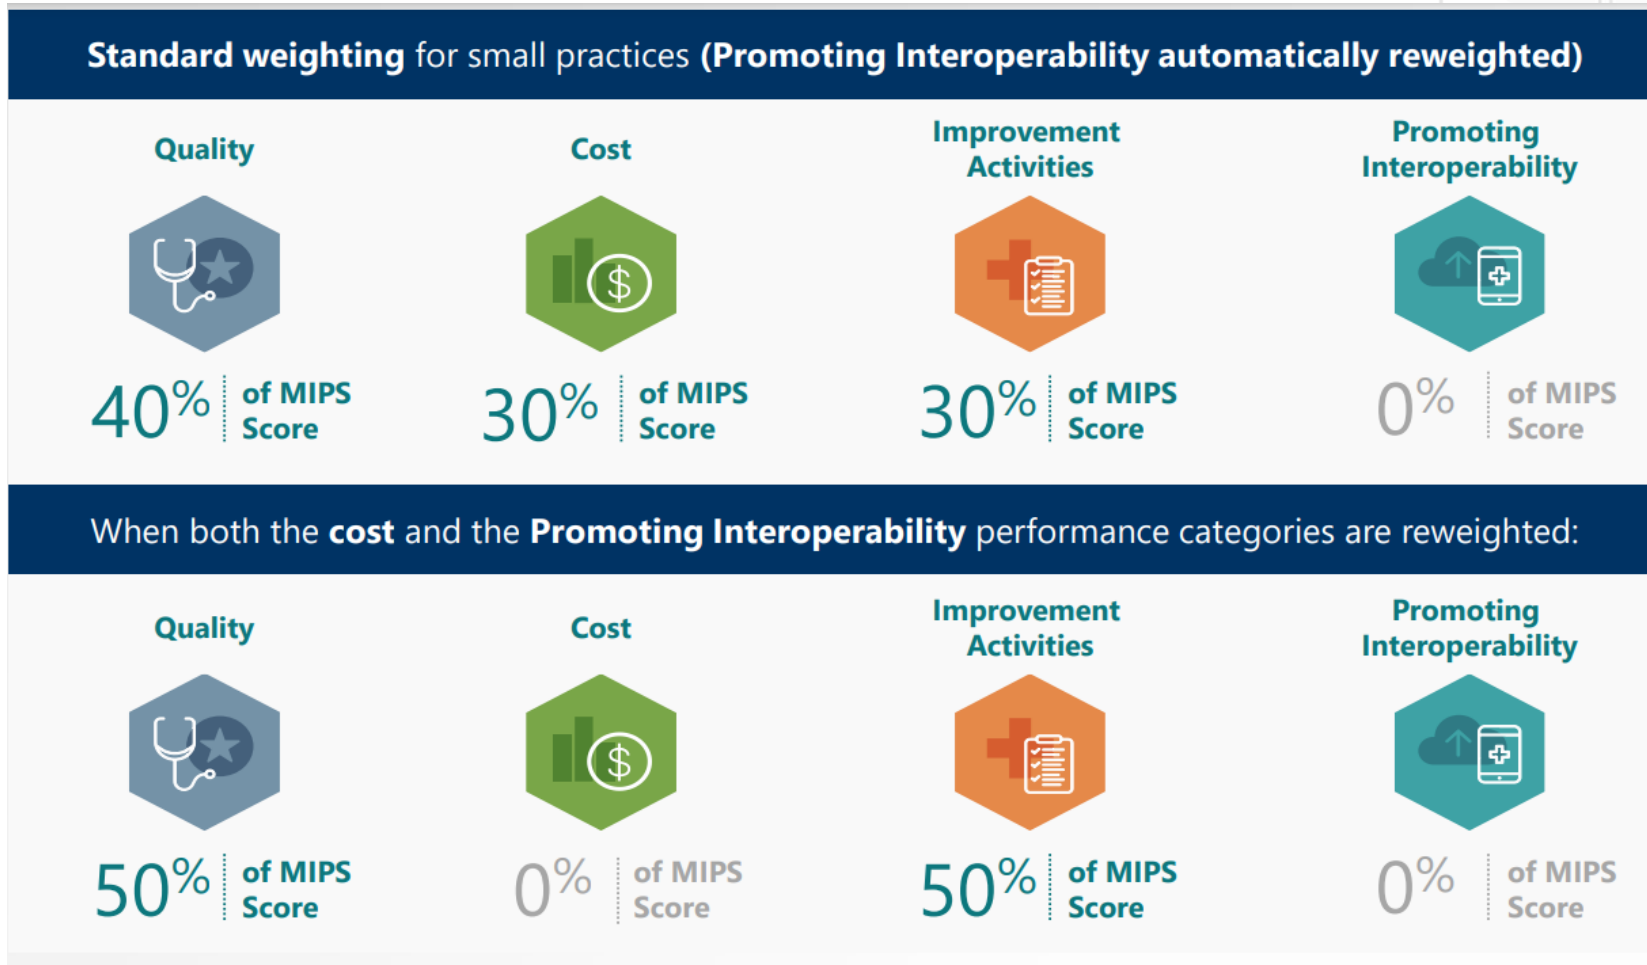 Standard weighting for small practices (Promoting Interoperability automatically reweighted)
Quality
Cost
Improvement
Activities
Promoting
Interoperability
$
40% of MIPS
Score
30% of MIPS
Score
30% of MIPS
Score
0% of MIPS
Score
When both the cost and the Promoting Interoperability performance categories are reweighted:
Quality
Cost
Improvement
Activities
Promoting
Interoperability
$
50% of MIPS
Score
0% of MIPS
Score
50% of MIPS
Score
0% of MIPS
Score